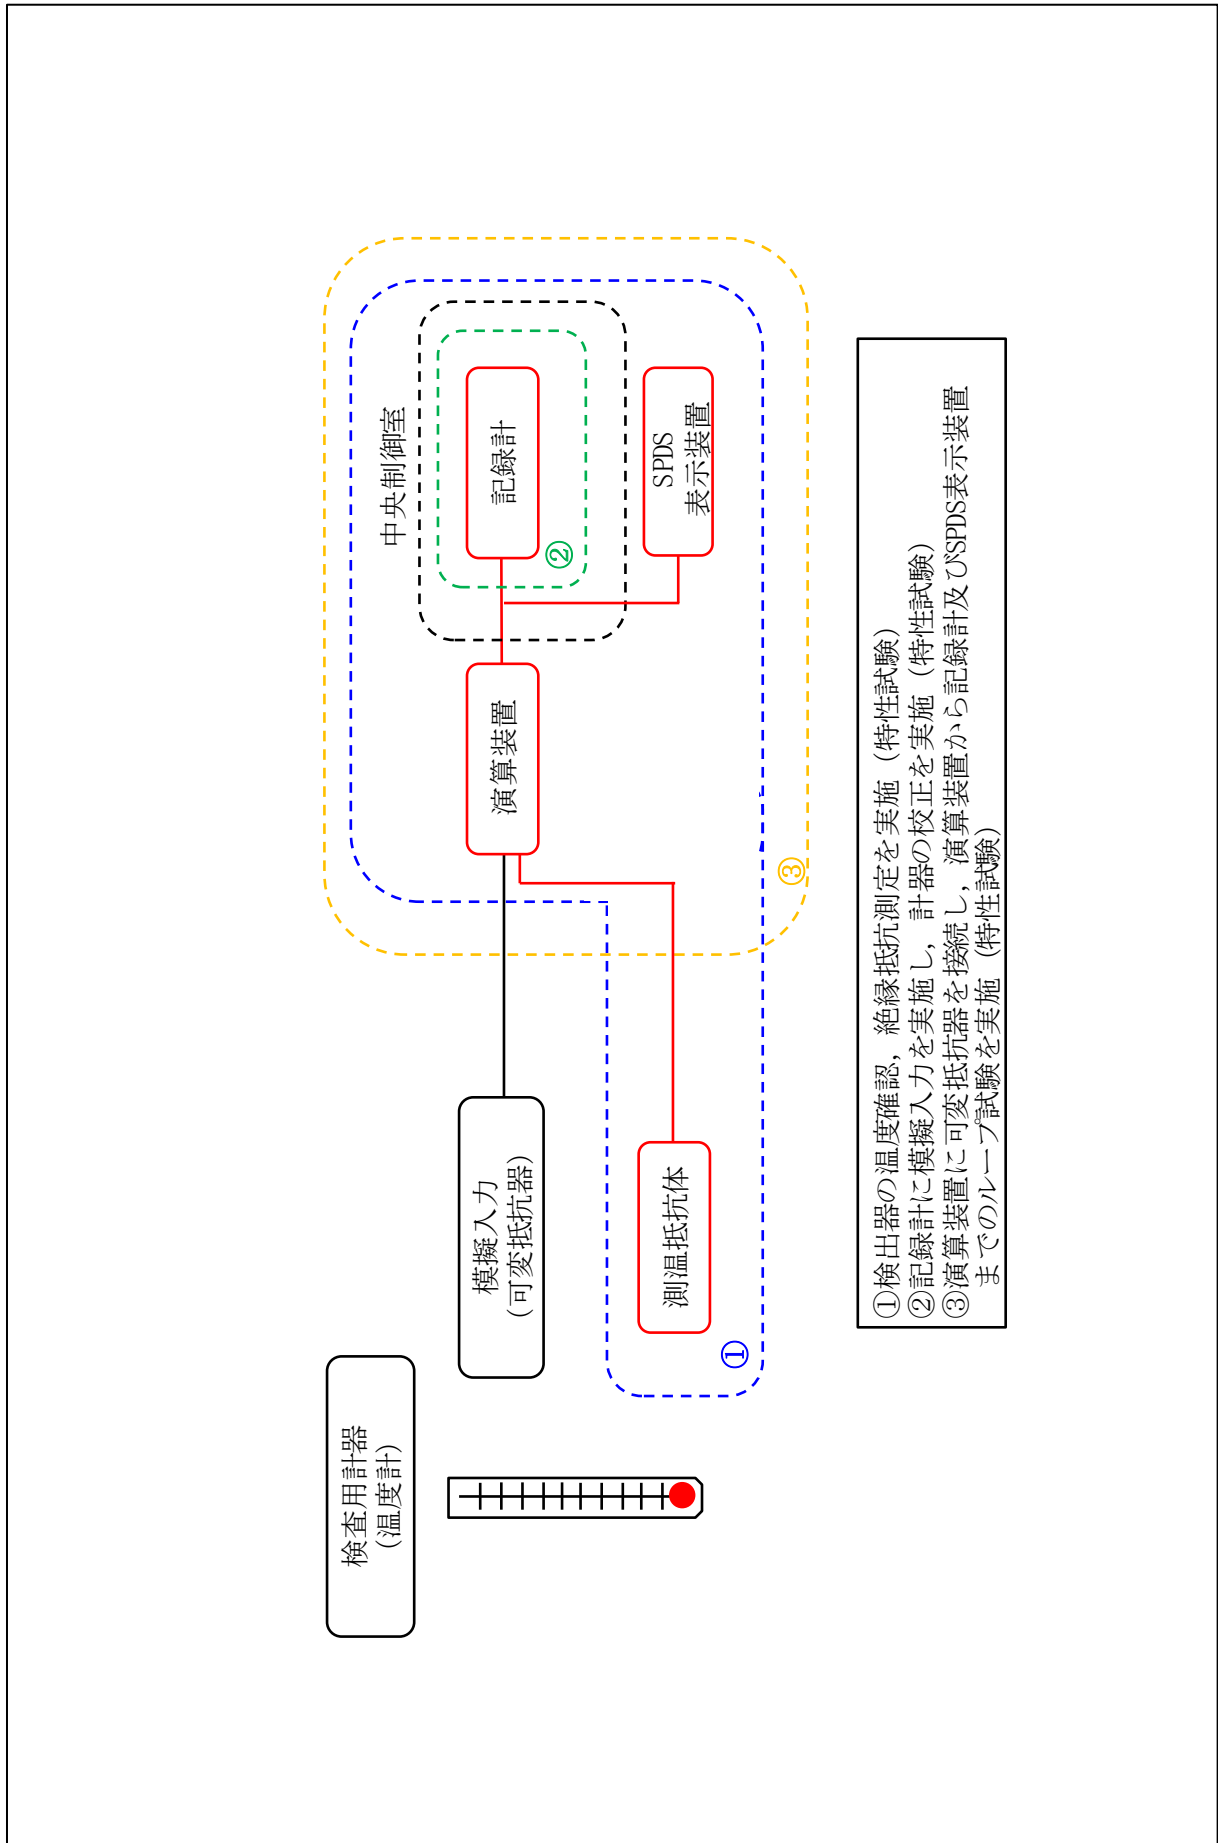 検査用計器
(温度計)
模擬入力
(可変抵抗器)
測温抵抗体
①
演算装置
中央制御室
記録計
②
SPDS
表示装置
③
①検出器の温度確認，絶縁抵抗測定を実施（特性試験）
②記録計に模擬入力を実施し，計器の校正を実施（特性試験）
③演算装置に可変抵抗器を接続し，演算装置から記録計及びSPDS表示装置
までのループ試験を実施（特性試験）